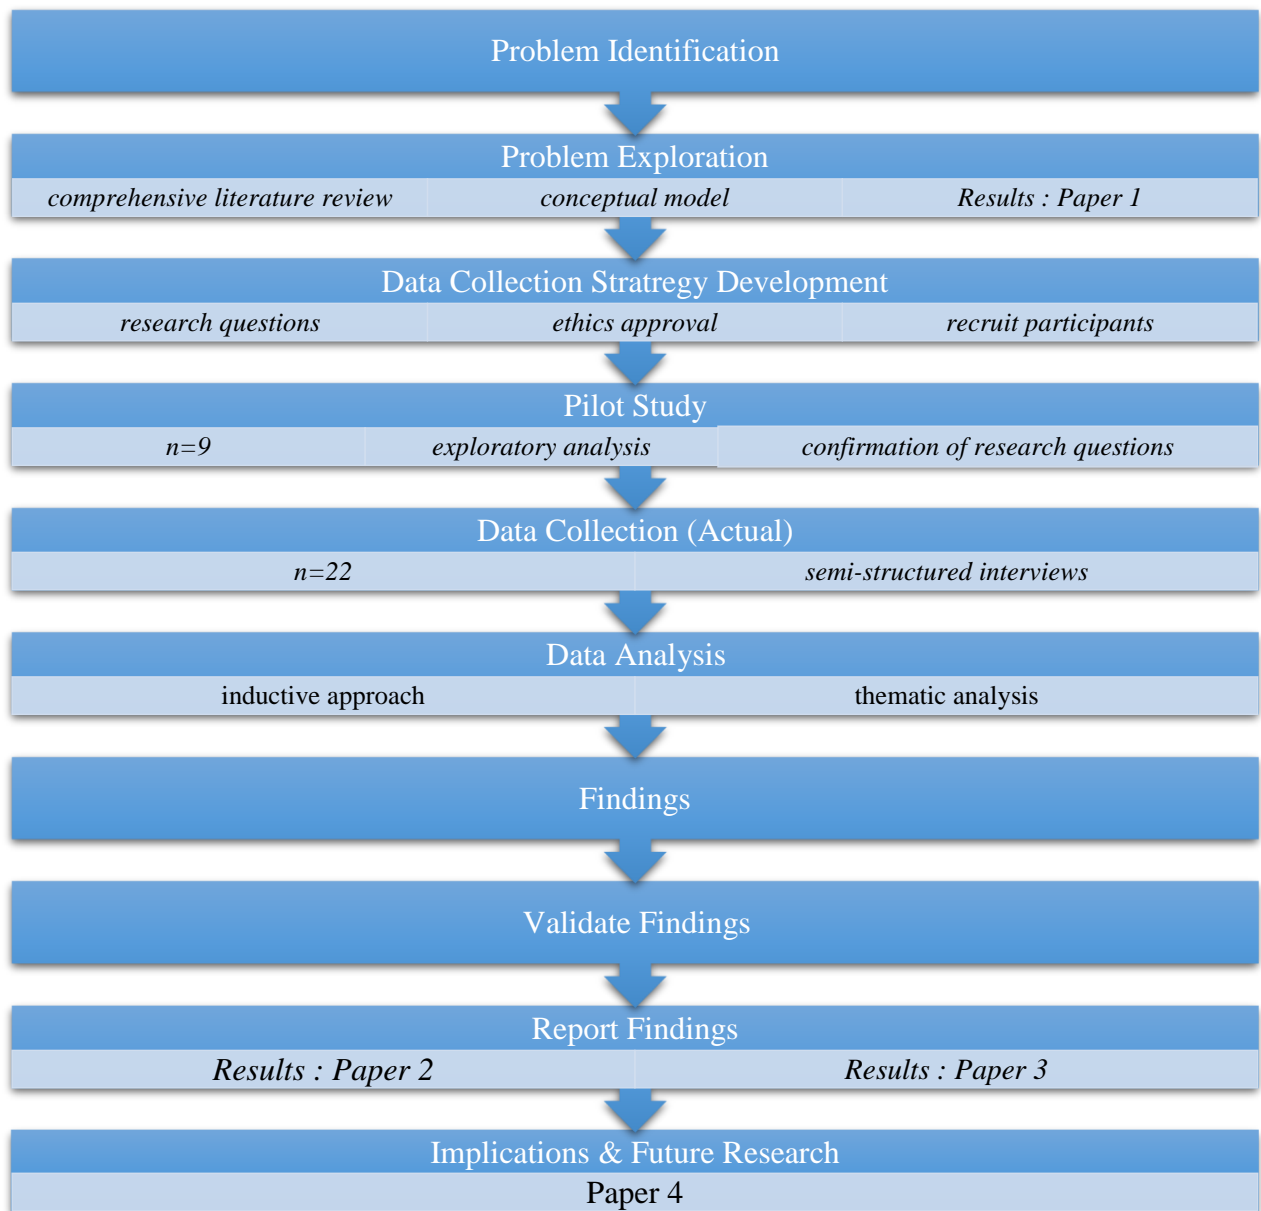 Problem Identification
Problem Exploration
comprehensive literature review conceptual model Results : Paper 1
Data Collection Stratregy Development
research questions ethics approval recruit participants
Pilot Study
n=9 exploratory analysis confirmation of research questions
Data Collection (Actual)
n=22 semi-structured interviews
Data Analysis
inductive approach thematic analysis
Findings
Validate Findings
Report Findings
Results : Paper 2 Results : Paper 3
Implications & Future Research
Paper 4